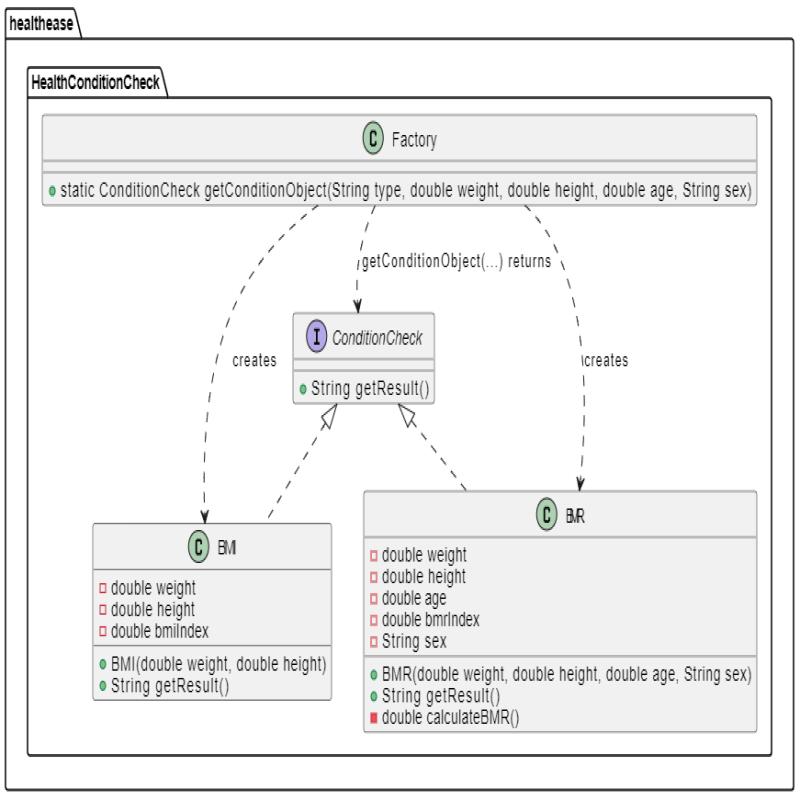 healthease
HealthConditionCheck
C Factory
static ConditionCheck getConditionObject(String type, double weight, double height, double age, String sex)
getConditionObject(...) returns
I ConditionCheck
creates
creates
String getResult()
C BMI
double weight
double height
double bmiIndex
BMI(double weight, double height)
String getResult()
C BMR
double weight
double height
double age
double bmrIndex
String sex
BMR(double weight, double height, double age, String sex)
String getResult()
double calculateBMR()